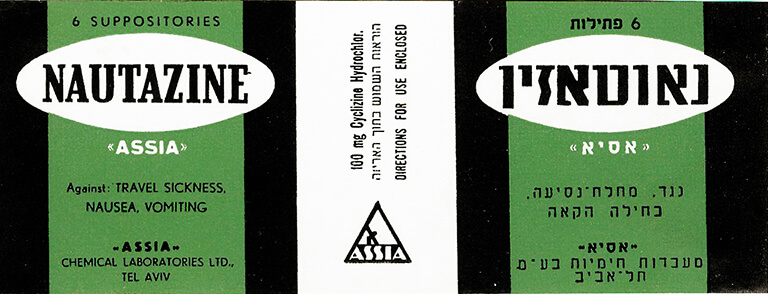 6 SUPPOSITORIES
NAUTAZINE
«ASSIA»
Against: TRAVEL SICKNESS,
NAUSEA, VOMITING
«ASSIA»
CHEMICAL LABORATORIES LTD.,
TEL AVIV
100 mg Cyclizine Hydrochlor.
הוראות השמוש בתוך האריזה
DIRECTIONS FOR USE ENCLOSED
ASSIA
6 פתילות
נאוטאזין
«אסיא»
נגד. מחלת־נסיעה.
בחילה הקאה
«אסיא»
מעבדות חימיות בע״מ
תל־אביב